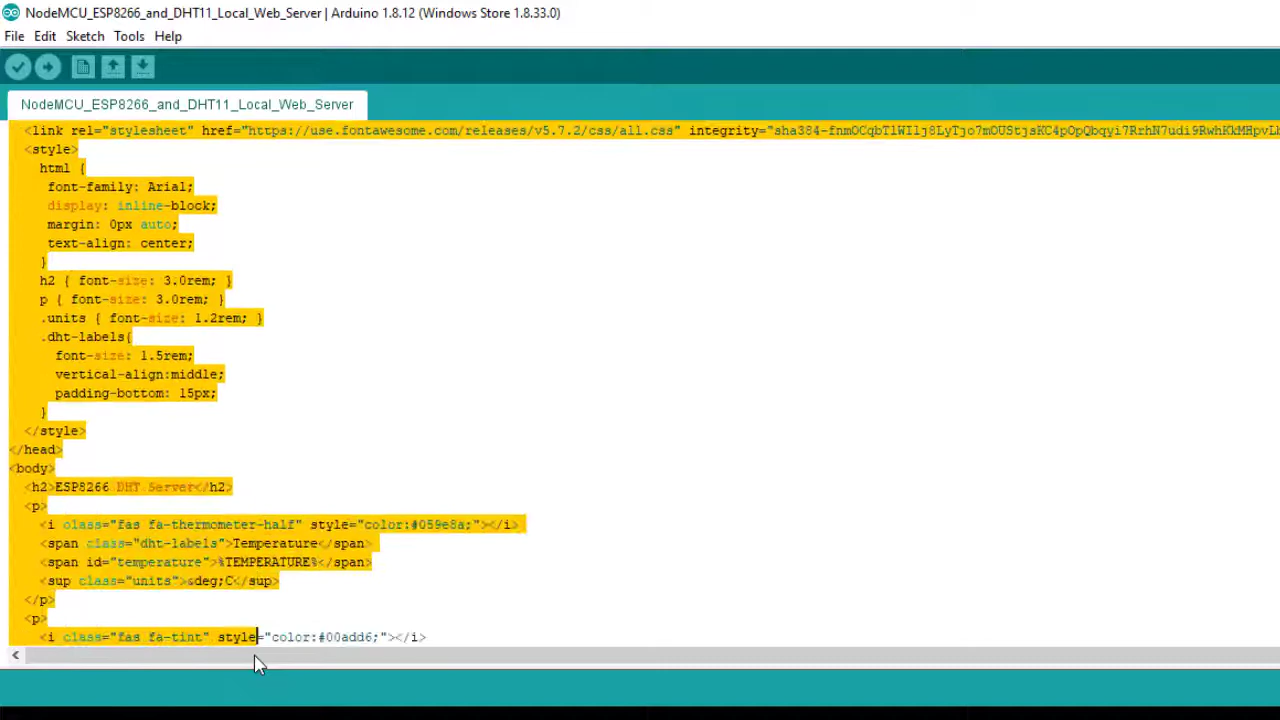 NodeMCU_ESP8266_and_DHT11_Local_Web_Server | Arduino 1.8.12 (Windows Store 1.8.33.0)
File Edit Sketch Tools Help
NodeMCU_ESP8266_and_DHT11_Local_Web_Server
<link rel="stylesheet" href="https://use.fontawesome.com/releases/v5.7.2/css/all.css" integrity=
<style>
html {
font-family: Arial;
display: inline-block;
margin: 0px auto;
text-align: center;
}
h2 { font-size: 3.0rem; }
p { font-size: 3.0rem; }
.units { font-size: 1.2rem; }
.dht-labels{
font-size: 1.5rem;
vertical-align:middle;
padding-bottom: 15px;
}
</style>
</head>
<body>
<h2>ESP8266 DHT Server</h2>
<p>
<i class="fas fa-thermometer-half" style="color:#059e8a;"></i>
<span class="dht-labels">Temperature</span>
<span id="temperature">%TEMPERATURE%</span>
<sup class="units">&deg;C</sup>
</p>
<p>
<i class="fas fa-tint" style="color:#00add6;"></i>